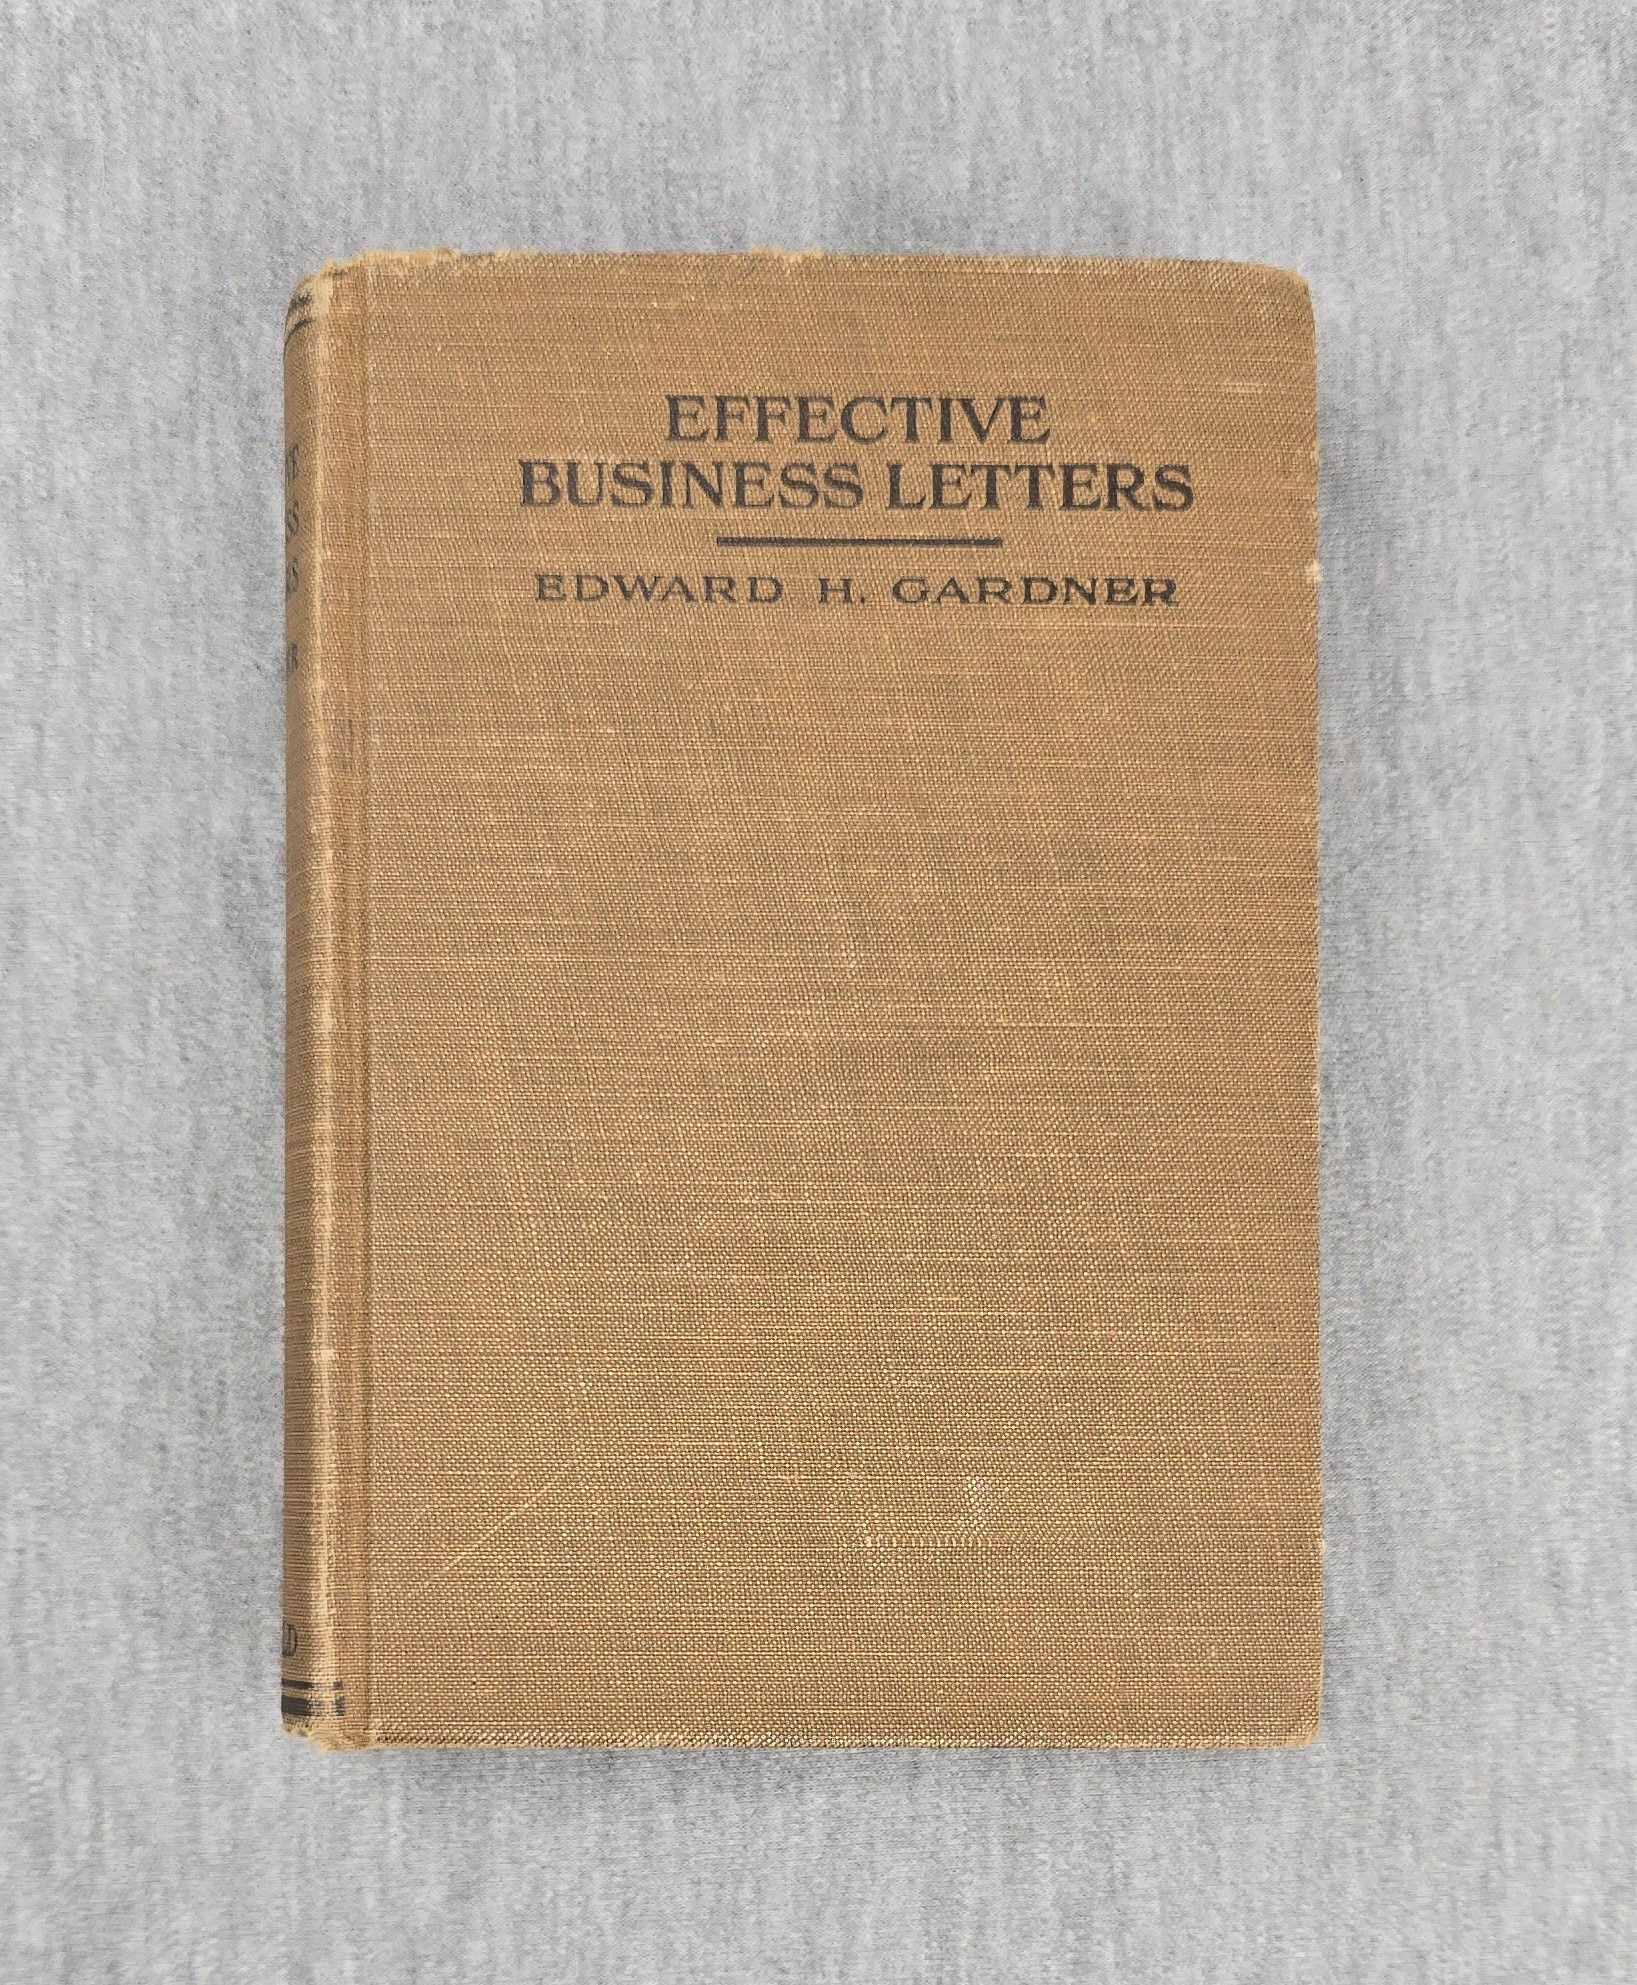 EFFECTIVE
BUSINESS LETTERS
EDWARD H. GARDNER